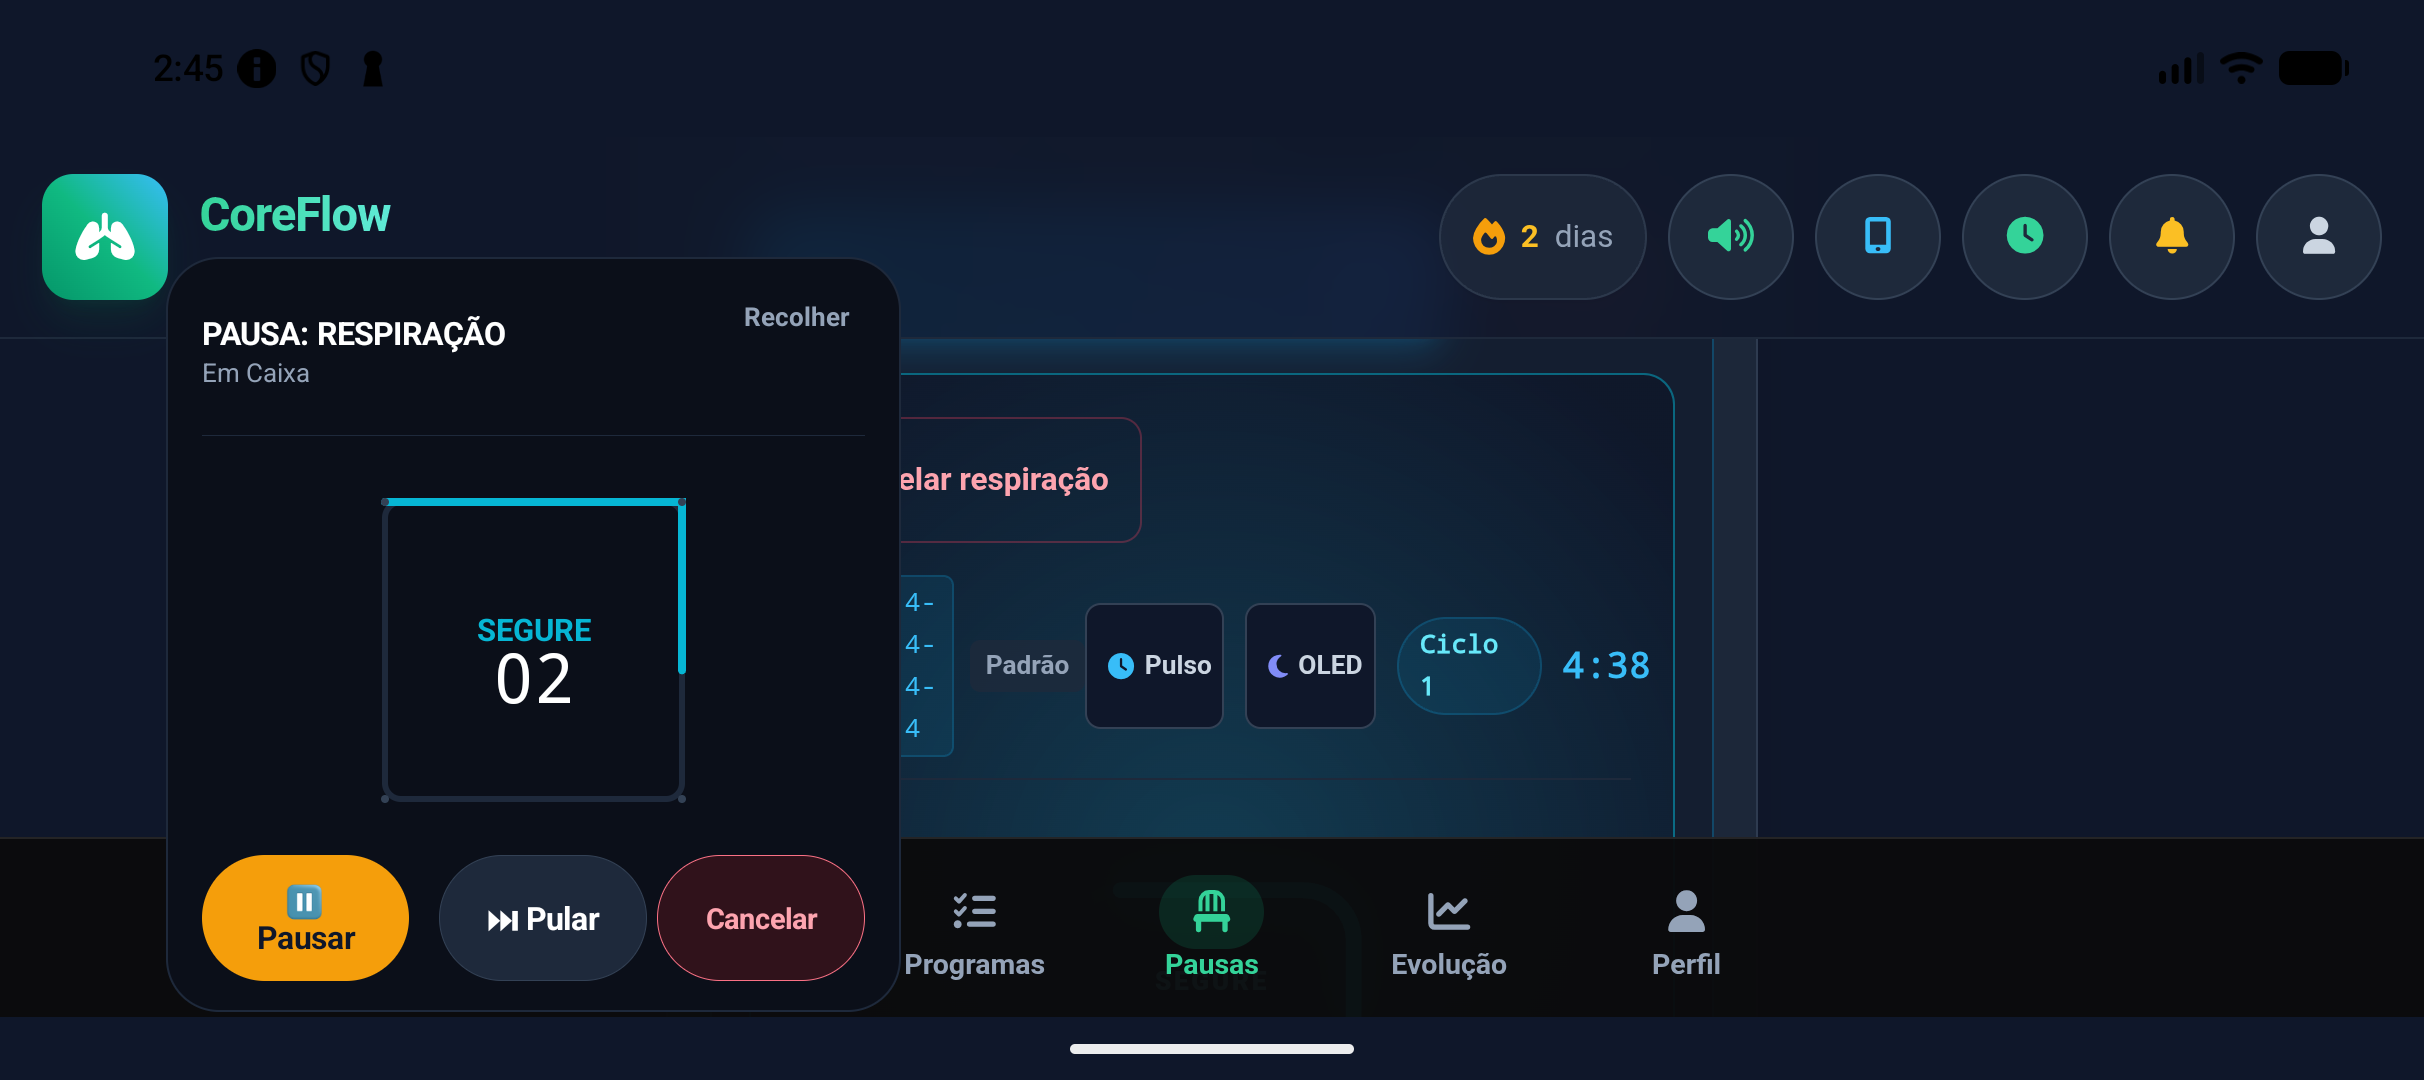 2:45
CoreFlow
2 dias
PAUSA: RESPIRAÇÃO
Recolher
Em Caixa
elar respiração
SEGURE
02
4-
4-
4-
4
Padrão
Pulso
OLED
Ciclo
1
4:38
Pausar
Pular
Cancelar
Programas
Pausas
Evolução
Perfil
SEGURE